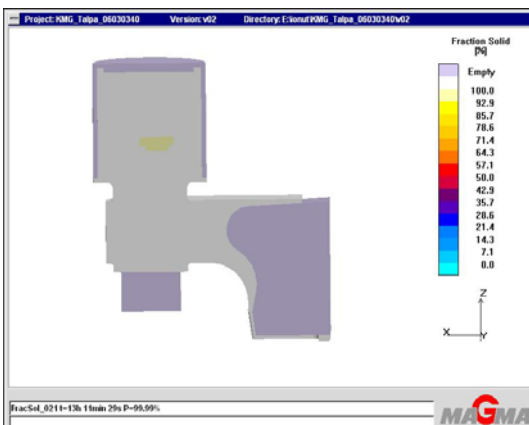 Project: KMG_Talpa_06030340 Version: v02 Directory: E:\ionut\KMG_Talpa_06030340\v02
Fraction Solid
[%]
Empty
100.0
92.9
85.7
78.6
71.4
64.3
57.1
50.0
42.9
35.7
28.6
21.4
14.3
7.1
0.0
Z
X
Y
FracSol_0211=13h 11min 29s P=99.99%
MAGMA